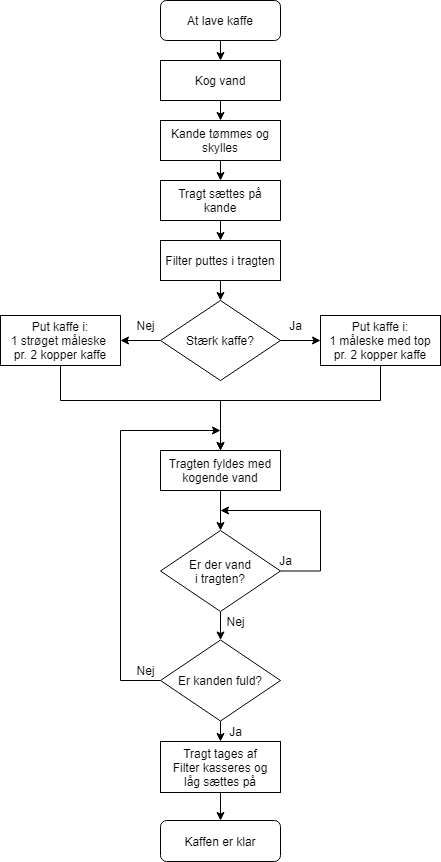 At lave kaffe
Kog vand
Kande tømmes og
skylles
Tragt sættes på
kande
Filter puttes i tragten
Stærk kaffe?
Nej
Ja
Put kaffe i:
1 strøget måleske
pr. 2 kopper kaffe
Put kaffe i:
1 måleske med top
pr. 2 kopper kaffe
Tragten fyldes med
kogende vand
Er der vand
i tragten?
Ja
Nej
Er kanden fuld?
Nej
Ja
Tragt tages af
Filter kasseres og
låg sættes på
Kaffen er klar